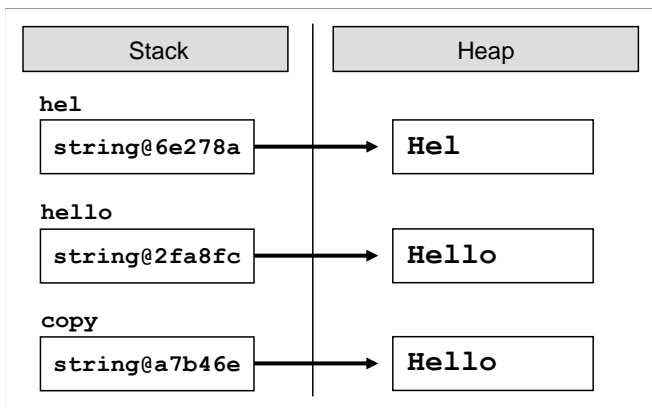 Stack Heap
hel
string@6e278a Hel
hello
string@2fa8fc Hello
copy
string@a7b46e Hello